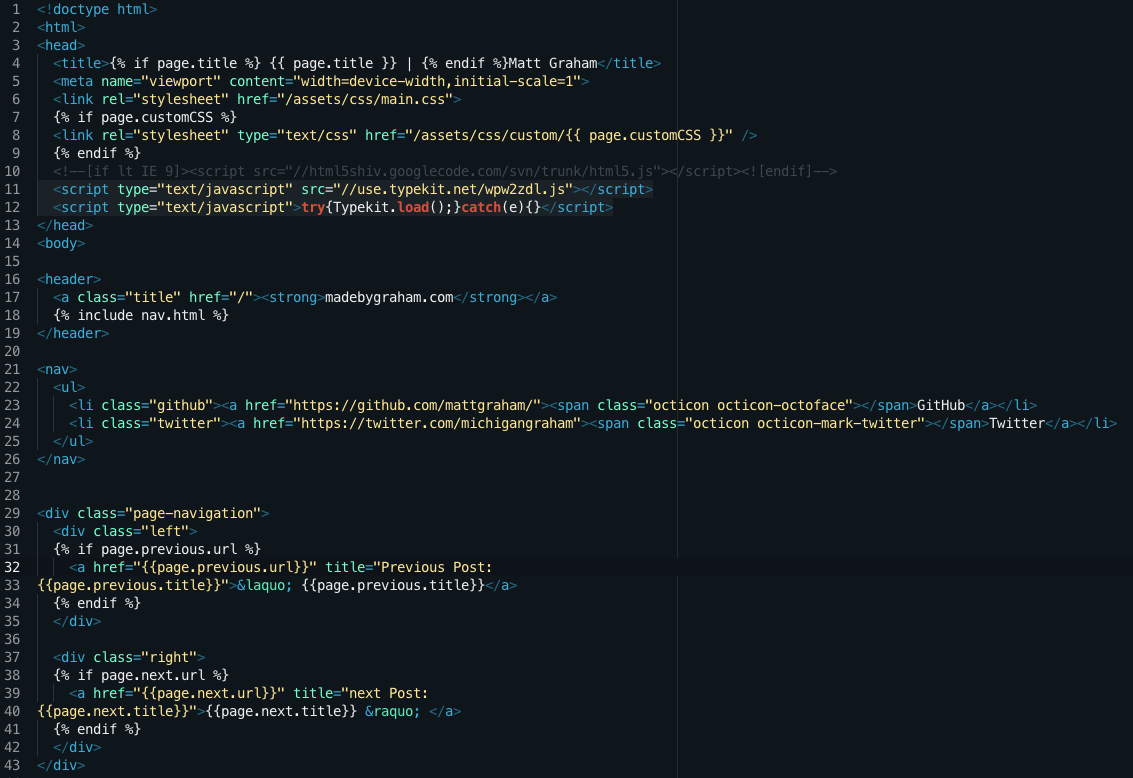 1 <!doctype html>
2 <html>
3 <head>
4   <title>{% if page.title %} {{ page.title }} | {% endif %}Matt Graham</title>
5   <meta name="viewport" content="width=device-width,initial-scale=1">
6   <link rel="stylesheet" href="/assets/css/main.css">
7   {% if page.customCSS %}
8   <link rel="stylesheet" type="text/css" href="/assets/css/custom/{{ page.customCSS }}" />
9   {% endif %}
10   <!--[if lt IE 9]><script src="//html5shiv.googlecode.com/svn/trunk/html5.js"></script><![endif]-->
11   <script type="text/javascript" src="//use.typekit.net/wpw2zdl.js"></script>
12   <script type="text/javascript">try{Typekit.load();}catch(e){}</script>
13 </head>
14 <body>
15
16 <header>
17   <a class="title" href="/"><strong>madebygraham.com</strong></a>
18   {% include nav.html %}
19 </header>
20
21 <nav>
22   <ul>
23     <li class="github"><a href="https://github.com/mattgraham/"><span class="octicon octicon-octoface"></span>GitHub</a></li>
24     <li class="twitter"><a href="https://twitter.com/michigangraham"><span class="octicon octicon-mark-twitter"></span>Twitter</a></li>
25   </ul>
26 </nav>
27
28
29 <div class="page-navigation">
30   <div class="left">
31   {% if page.previous.url %}
32     <a href="{{page.previous.url}}" title="Previous Post:
33 {{page.previous.title}}">&laquo; {{page.previous.title}}</a>
34   {% endif %}
35   </div>
36
37   <div class="right">
38   {% if page.next.url %}
39     <a href="{{page.next.url}}" title="next Post:
40 {{page.next.title}}">{{page.next.title}} &raquo; </a>
41   {% endif %}
42   </div>
43 </div>